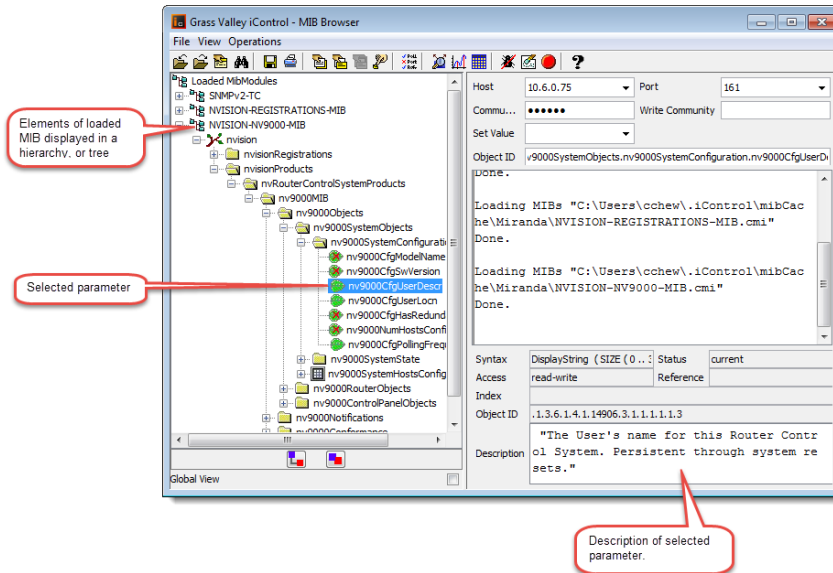 Grass Valley iControl - MIB Browser
File View Operations
Loaded MibModules
SNMPv2-TC
NVISION-REGISTRATIONS-MIB
NVISION-NV9000-MIB
nvision
nvisionRegistrations
nvisionProducts
nvRouterControlSystemProducts
nv9000MIB
nv9000Objects
nv9000SystemObjects
nv9000SystemConfigurati
nv9000CfgModelName
nv9000CfgSwVersion
nv9000CfgUserDescr
nv9000CfgUserLocn
nv9000CfgHasRedund
nv9000NumHostsConfi
nv9000CfgPollingFreq
nv9000SystemState
nv9000SystemHostsConfig
nv9000RouterObjects
nv9000ControlPanelObjects
nv9000Notifications
nv9000Conformance
Global View
Elements of loaded
MIB displayed in a
hierarchy, or tree
Selected parameter
Host 10.6.0.75 Port 161
Commu... •••••• Write Community
Set Value
Object ID v9000SystemObjects.nv9000SystemConfiguration.nv9000CfgUserD
Done.
Loading MIBs "C:\Users\cchew\.iControl\mibCac
he\Miranda\NVISION-REGISTRATIONS-MIB.cmi"
Done.
Loading MIBs "C:\Users\cchew\.iControl\mibCac
he\Miranda\NVISION-NV9000-MIB.cmi"
Done.
Syntax DisplayString ( SIZE ( 0 .. Status current
Access read-write Reference
Index
Object ID .1.3.6.1.4.1.14906.3.1.1.1.1.1.3
Description "The User's name for this Router Contr
ol System. Persistent through system re
sets."
Description of selected
parameter.